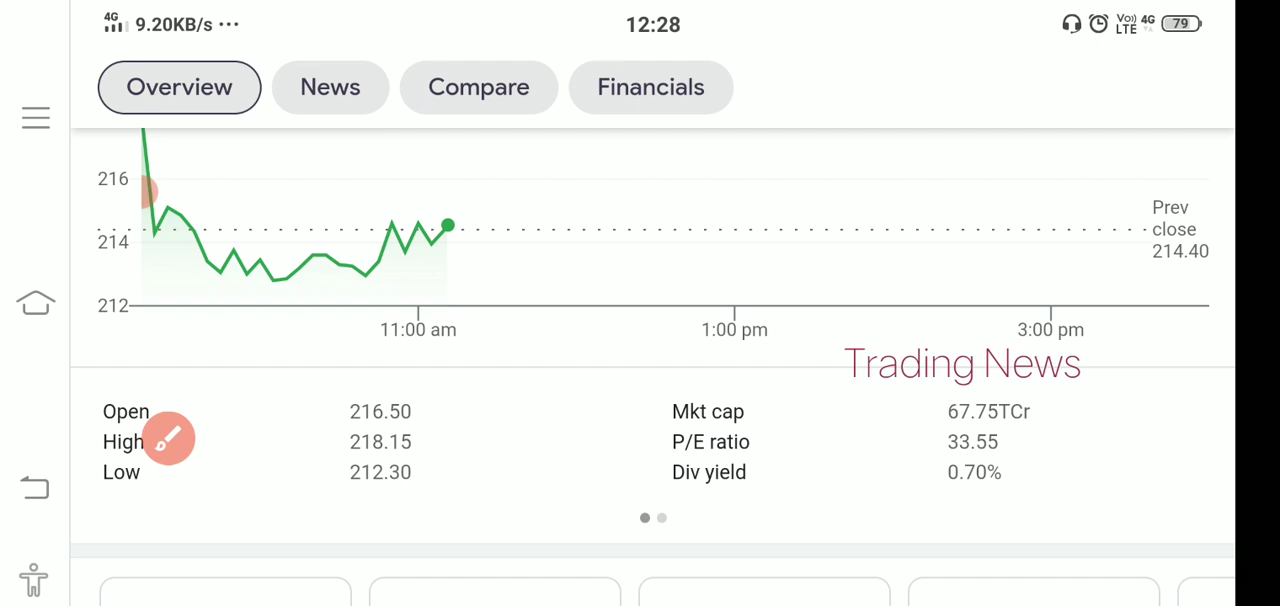 4G 9.20KB/s ... 12:28 Vo)) LTE 4G 79
Overview News Compare Financials
216
214
212
Prev
close
214.40
11:00 am 1:00 pm 3:00 pm
Trading News
Open 216.50 Mkt cap 67.75TCr
High 218.15 P/E ratio 33.55
Low 212.30 Div yield 0.70%